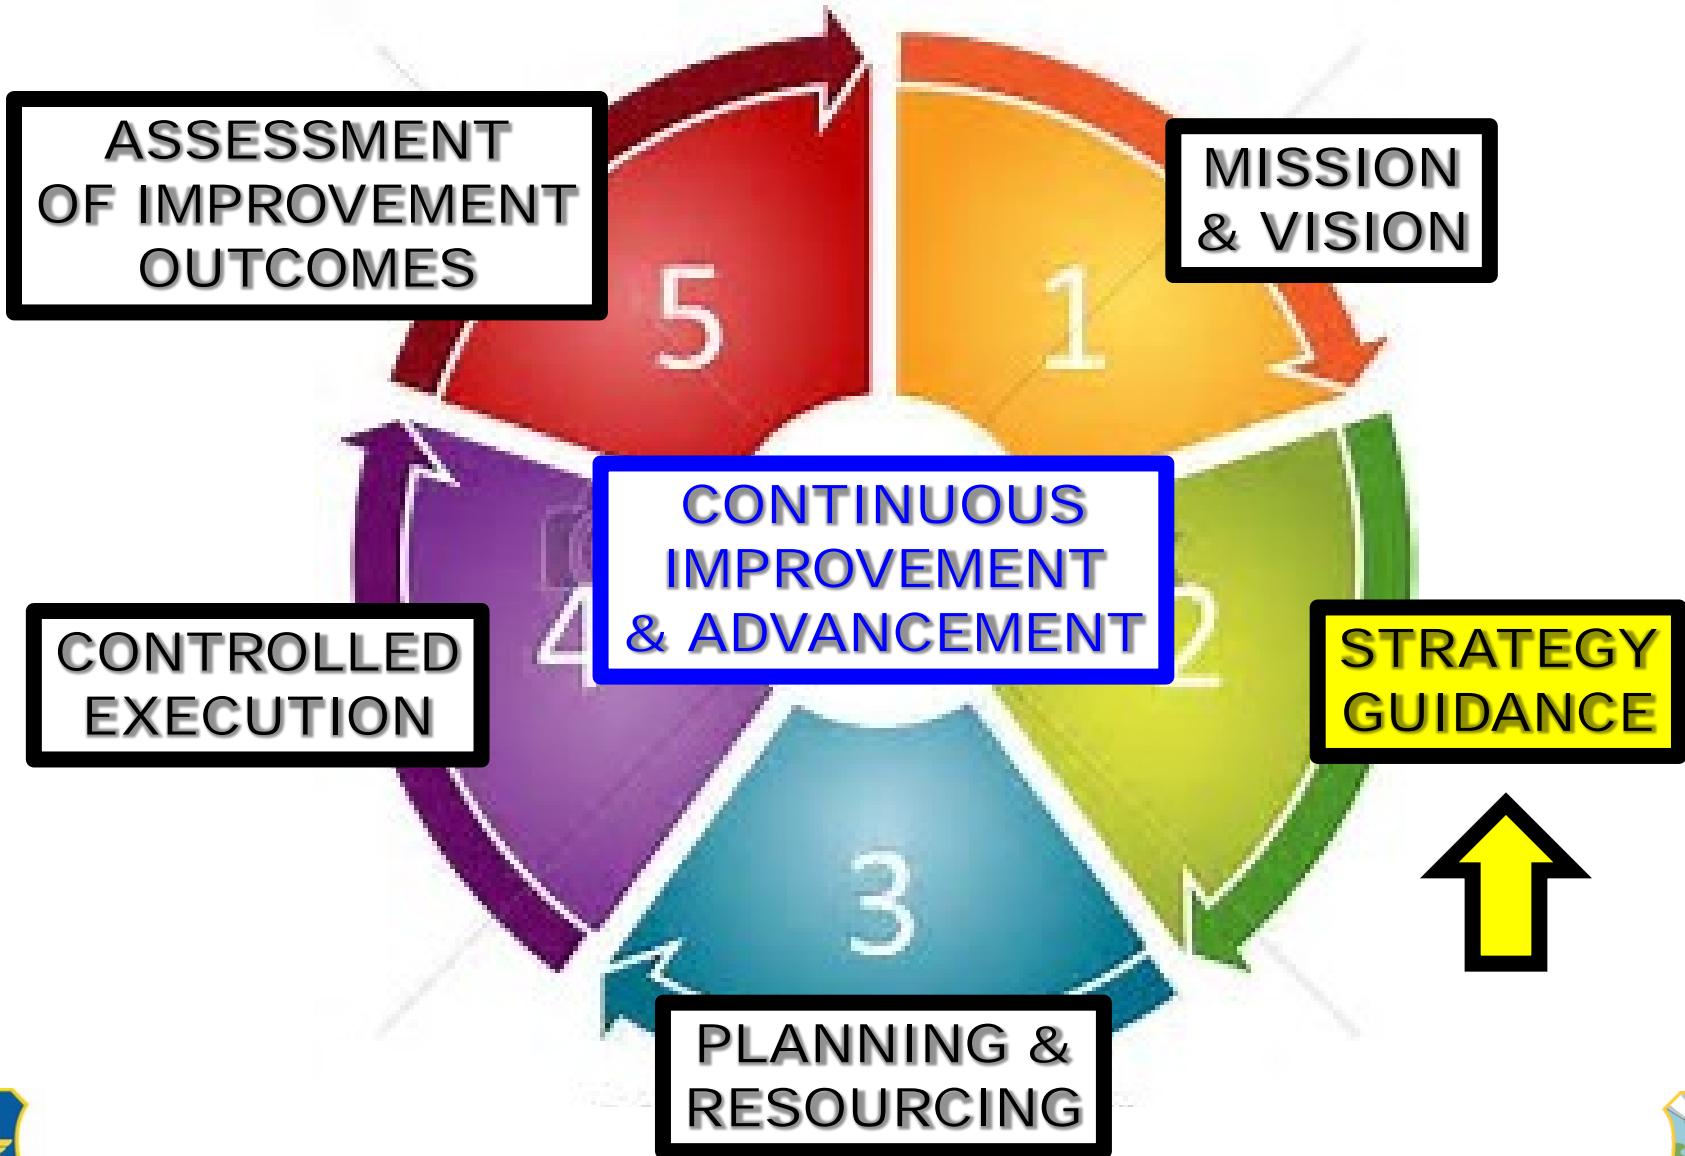 ASSESSMENT
OF IMPROVEMENT
OUTCOMES
5
1
MISSION
& VISION
CONTINUOUS
IMPROVEMENT
& ADVANCEMENT
4
2
CONTROLLED
EXECUTION
STRATEGY
GUIDANCE
3
PLANNING &
RESOURCING